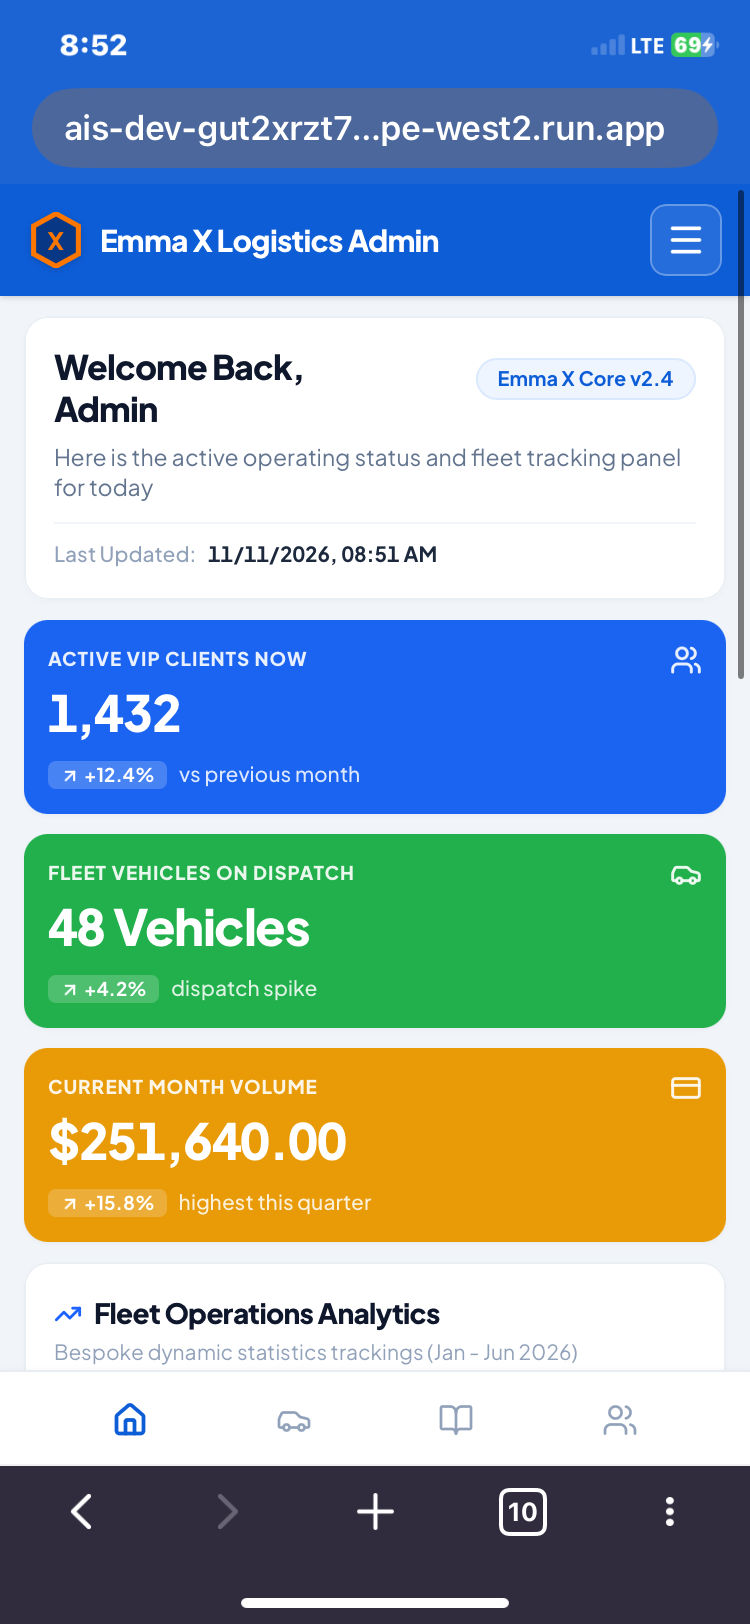 8:52
LTE 69
ais-dev-gut2xrzt7...pe-west2.run.app
X Emma X Logistics Admin
Welcome Back,
Admin
Emma X Core v2.4
Here is the active operating status and fleet tracking panel
for today
Last Updated: 11/11/2026, 08:51 AM
ACTIVE VIP CLIENTS NOW
1,432
+12.4% vs previous month
FLEET VEHICLES ON DISPATCH
48 Vehicles
+4.2% dispatch spike
CURRENT MONTH VOLUME
$251,640.00
+15.8% highest this quarter
Fleet Operations Analytics
Bespoke dynamic statistics trackings (Jan - Jun 2026)
10